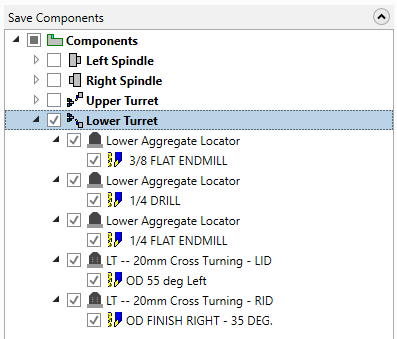 Save Components
Components
Left Spindle
Right Spindle
Upper Turret
Lower Turret
Lower Aggregate Locator
3/8 FLAT ENDMILL
Lower Aggregate Locator
1/4 DRILL
Lower Aggregate Locator
1/4 FLAT ENDMILL
LT -- 20mm Cross Turning - LID
OD 55 deg Left
LT -- 20mm Cross Turning - RID
OD FINISH RIGHT - 35 DEG.